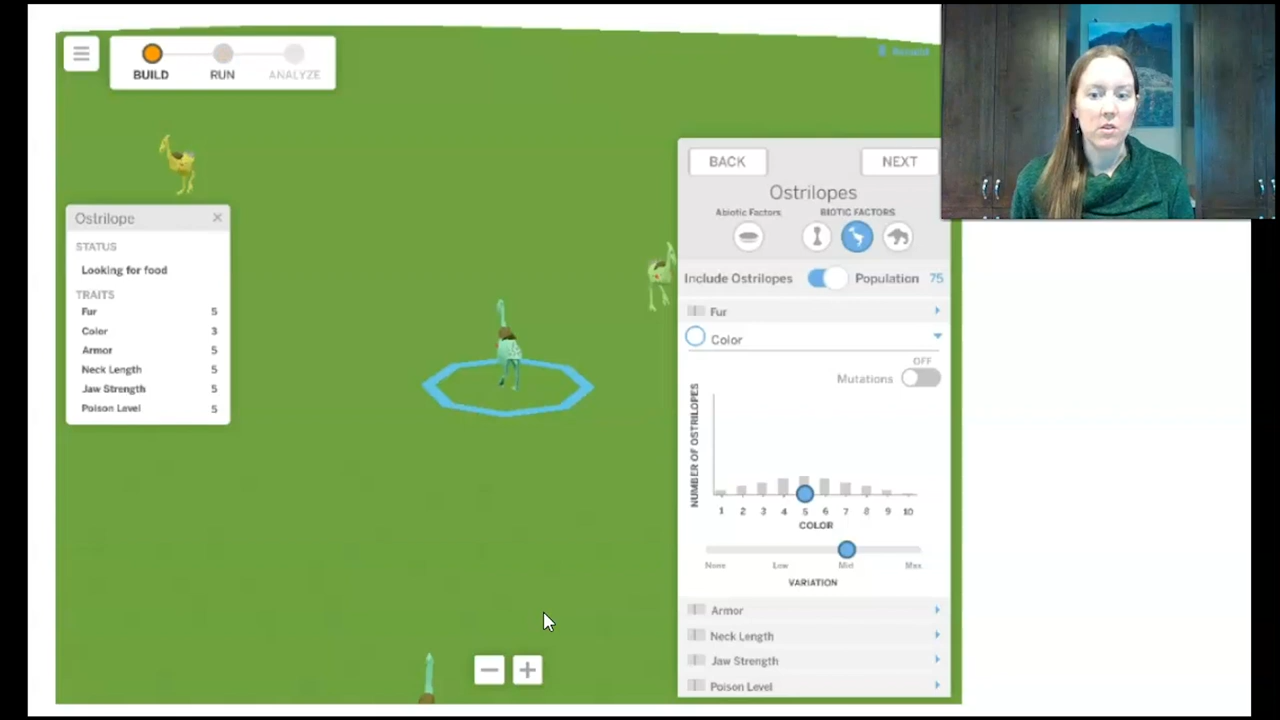 BUILD RUN ANALYZE
Rebuild
Ostrilope ×
STATUS
Looking for food
TRAITS
Fur 5
Color 3
Armor 5
Neck Length 5
Jaw Strength 5
Poison Level 5
BACK NEXT
Ostrilopes
Abiotic Factors BIOTIC FACTORS
Include Ostrilopes Population 75
Fur
Color
OFF
Mutations
NUMBER OF OSTRILOPES
1 2 3 4 5 6 7 8 9 10
COLOR
None Low Mid Max
VARIATION
Armor
Neck Length
Jaw Strength
Poison Level